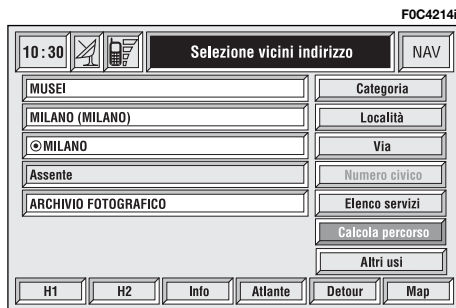 F0C4214i
10:30 Selezione vicini indirizzo NAV
MUSEI Categoria
MILANO (MILANO) Località
MILANO Via
Assente Numero civico
ARCHIVIO FOTOGRAFICO Elenco servizi
Calcola percorso
Altri usi
H1 H2 Info Atlante Detour Map